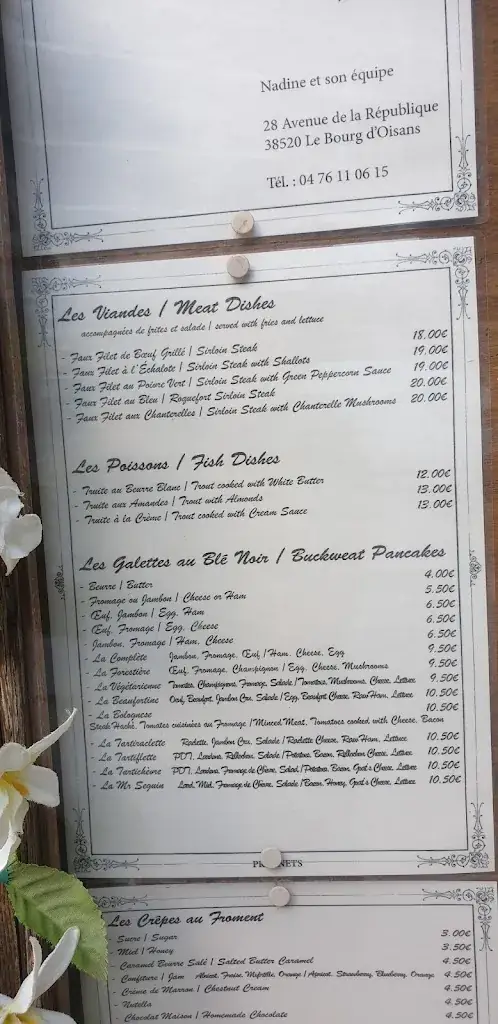 Nadine et son équipe
28 Avenue de la République
38520 Le Bourg d'Oisans
Tél. : 04 76 11 06 15
Les Viandes / Meat Dishes
accompagnées de frites et salade / served with fries and lettuce
- Faux Filet de Bœuf Grillé | Sirloin Steak 18.00€
- Faux Filet à l'Echalote | Sirloin Steak with Shallots 19.00€
- Faux Filet au Poivre Vert | Sirloin Steak with Green Peppercorn Sauce 19.00€
- Faux Filet au Bleu | Roquefort Sirloin Steak 20.00€
- Faux Filet aux Chanterelles | Sirloin Steak with Chanterelle Mushrooms 20.00€
Les Poissons / Fish Dishes
- Truite au Beurre Blanc | Trout cooked with White Butter 12.00€
- Truite aux Amandes | Trout with Almonds 13.00€
- Truite à la Crème | Trout cooked with Cream Sauce 13.00€
Les Galettes au Blé Noir / Buckweat Pancakes
- Beurre | Butter 4.00€
- Fromage ou Jambon | Cheese or Ham 5.50€
- Œuf, Jambon | Egg, Ham 6.50€
- Œuf, Fromage | Egg, Cheese 6.50€
- Jambon, Fromage | Ham, Cheese 6.50€
- La Complète Jambon, Fromage, Œuf | Ham, Cheese, Egg 9.50€
- La Forestière Œuf, Fromage, Champignon | Egg, Cheese, Mushrooms 9.50€
- La Végétarienne Tomates, Champignons, Fromage, Salade | Tomatoes, Mushrooms, Cheese, Lettuce 9.50€
- La Beaufortine Oeuf, Beaufort, Jambon Cru, Salade | Egg, Beaufort Cheese, Raw Ham, Lettuce 10.50€
- La Bolognese 10.50€
Steak Haché, Tomates cuisinées au Fromage | Minced Meat, Tomatoes cooked with Cheese, Bacon
- La Tartiraclette Raclette, Jambon Cru, Salade | Raclette Cheese, Raw Ham, Lettuce 10.50€
- La Tartiflette PDT, Lardons, Réblochon, Salade | Potatoes, Bacon, Réblochon Cheese, Lettuce 10.50€
- La Tartichèvre PDT, Lardons, Fromage de Chèvre, Salade | Potatoes, Bacon, Goat's Cheese, Lettuce 10.50€
- La Mr Seguin Lard, Miel, Fromage de Chèvre, Salade | Bacon, Honey, Goat's Cheese, Lettuce 10.50€
NETS
Les Crêpes au Froment
- Sucre | Sugar 3.00€
- Miel | Honey 3.50€
- Caramel Beurre Salé | Salted Butter Caramel 4.50€
- Confiture | Jam Abricot, Fraise, Myrtille, Orange | Apricot, Strawberry, Blueberry, Orange 4.50€
- Crème de Marron | Chestnut Cream 4.50€
- Nutella 4.50€
- Chocolat Maison | Homemade Chocolate 4.50€